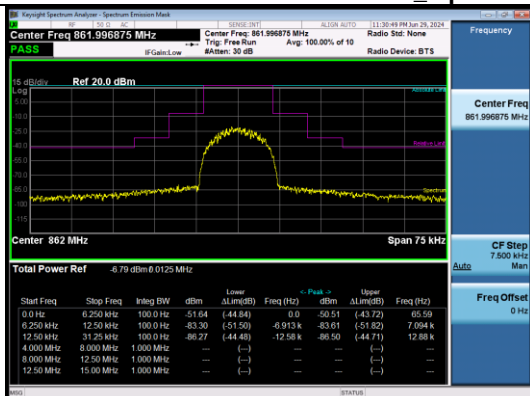 Keysight Spectrum Analyzer - Spectrum Emission Mask
RF 50 Ω AC SENSE:INT ALIGN AUTO 11:30:49 PM Jun 29, 2024
Center Freq 861.996875 MHz
Center Freq: 861.996875 MHz Radio Std: None
Trig: Free Run Avg: 100.00% of 10
PASS IFGain:Low #Atten: 30 dB Radio Device: BTS
Frequency
15 dB/div Ref 20.0 dBm
Log
Absolute Limit
5.00
-10.0
-25.0
-40.0
Relative Limit
-55.0
-70.0
-85.0
Spectrum
-100
-115
Center 862 MHz Span 75 kHz
Center Freq
861.996875 MHz
CF Step
7.500 kHz
Auto Man
Freq Offset
0 Hz
Total Power Ref -6.79 dBm/ 0.0125 MHz
Lower <- Peak -> Upper
Start Freq Stop Freq Integ BW dBm ΔLim(dB) Freq (Hz) dBm ΔLim(dB) Freq (Hz)
0.0 Hz 6.250 kHz 100.0 Hz -51.64 (-44.84) 0.0 -50.51 (-43.72) 65.59
6.250 kHz 12.50 kHz 100.0 Hz -83.30 (-51.50) -6.913 k -83.61 (-51.82) 7.094 k
12.50 kHz 31.25 kHz 100.0 Hz -86.27 (-44.48) -12.58 k -86.50 (-44.71) 12.88 k
4.000 MHz 8.000 MHz 1.000 MHz --- (---) --- --- (---) ---
8.000 MHz 12.50 MHz 1.000 MHz --- (---) --- --- (---) ---
12.50 MHz 15.00 MHz 1.000 MHz --- (---) --- --- (---) ---
MSG STATUS